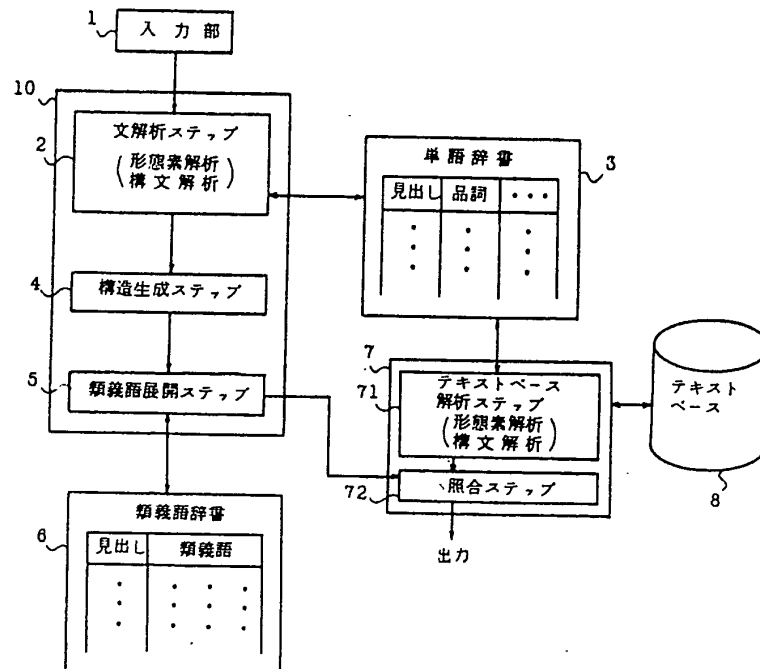 1
入力部
10
文解析ステップ
2
形態素解析
構文解析
単語辞書
3
見出し 品詞 ・・・
4
構造生成ステップ
5
類義語展開ステップ
7
71
テキストベース
解析ステップ
形態素解析
構文解析
テキスト
ベース
8
72
照合ステップ
出力
類義語辞書
6
見出し 類義語